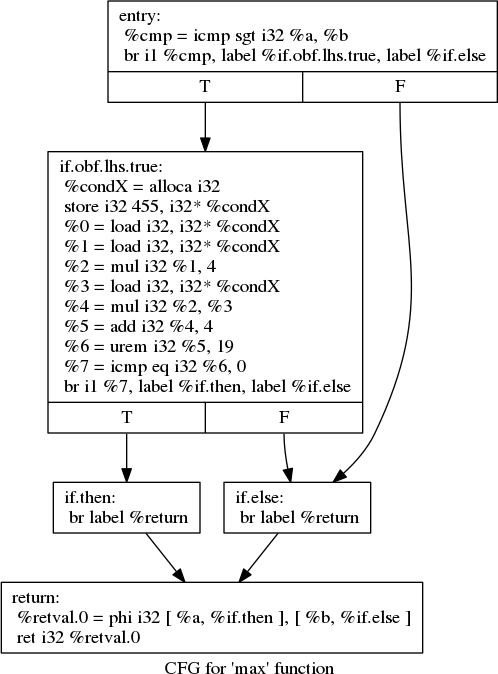 entry:
%cmp = icmp sgt i32 %a, %b
br i1 %cmp, label %if.obf.lhs.true, label %if.else
T
F
if.obf.lhs.true:
%condX = alloca i32
store i32 455, i32* %condX
%0 = load i32, i32* %condX
%1 = load i32, i32* %condX
%2 = mul i32 %1, 4
%3 = load i32, i32* %condX
%4 = mul i32 %2, %3
%5 = add i32 %4, 4
%6 = urem i32 %5, 19
%7 = icmp eq i32 %6, 0
br i1 %7, label %if.then, label %if.else
T
F
if.then:
br label %return
if.else:
br label %return
return:
%retval.0 = phi i32 [ %a, %if.then ], [ %b, %if.else ]
ret i32 %retval.0
CFG for 'max' function